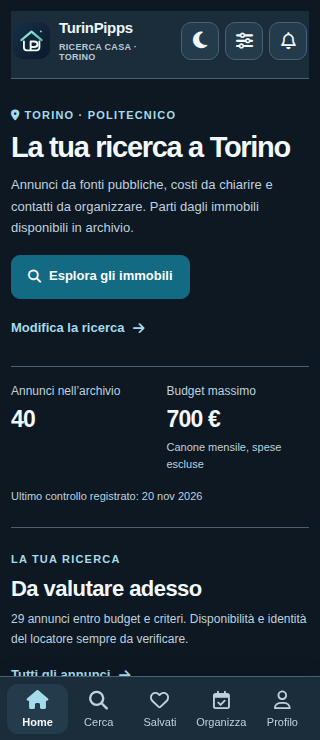 TurinPipps
RICERCA CASA ·
TORINO
TORINO · POLITECNICO
La tua ricerca a Torino
Annunci da fonti pubbliche, costi da chiarire e
contatti da organizzare. Parti dagli immobili
disponibili in archivio.
Esplora gli immobili
Modifica la ricerca
Annunci nell'archivio
40
Budget massimo
700 €
Canone mensile, spese
escluse
Ultimo controllo registrato: 20 nov 2026
LA TUA RICERCA
Da valutare adesso
29 annunci entro budget e criteri. Disponibilità e identità
del locatore sempre da verificare.
Tutti gli annunci
Home
Cerca
Salvati
Organizza
Profilo